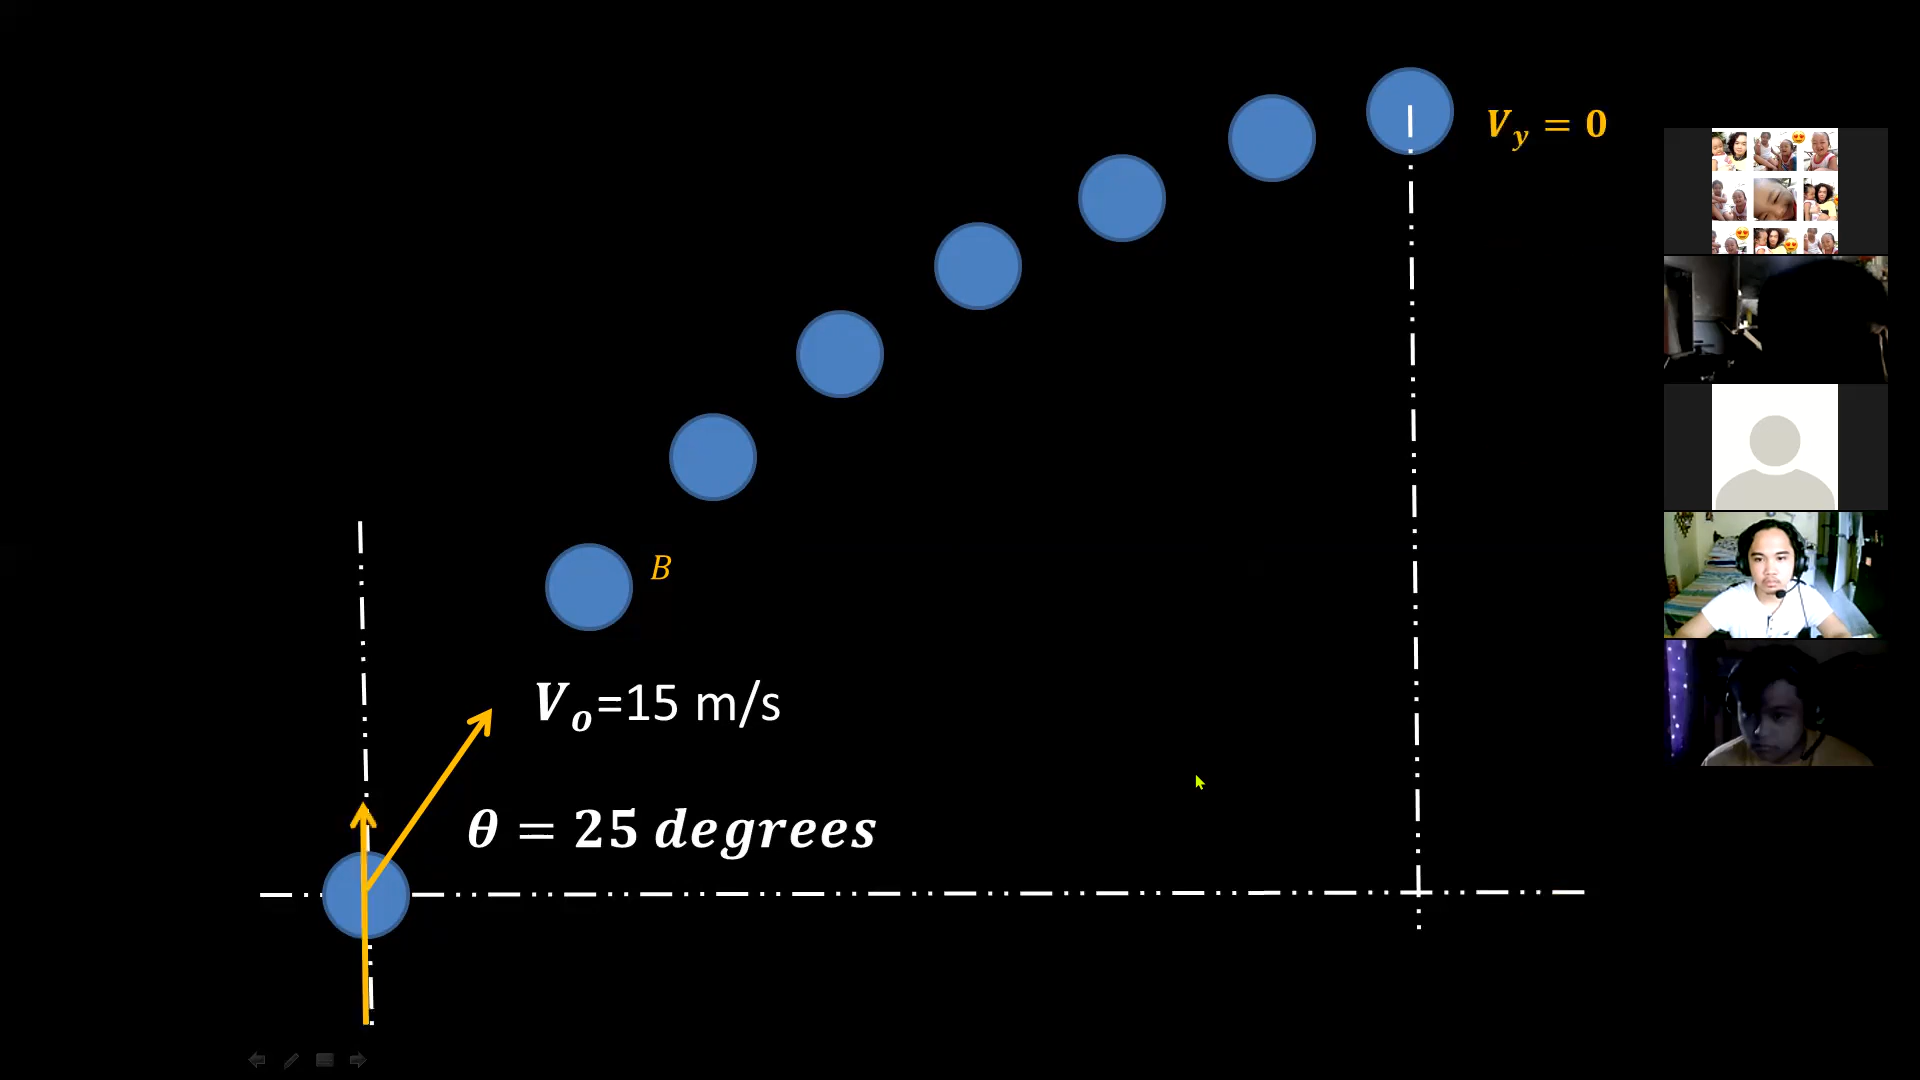 V_y = 0
B
V_o=15 m/s
θ = 25 degrees